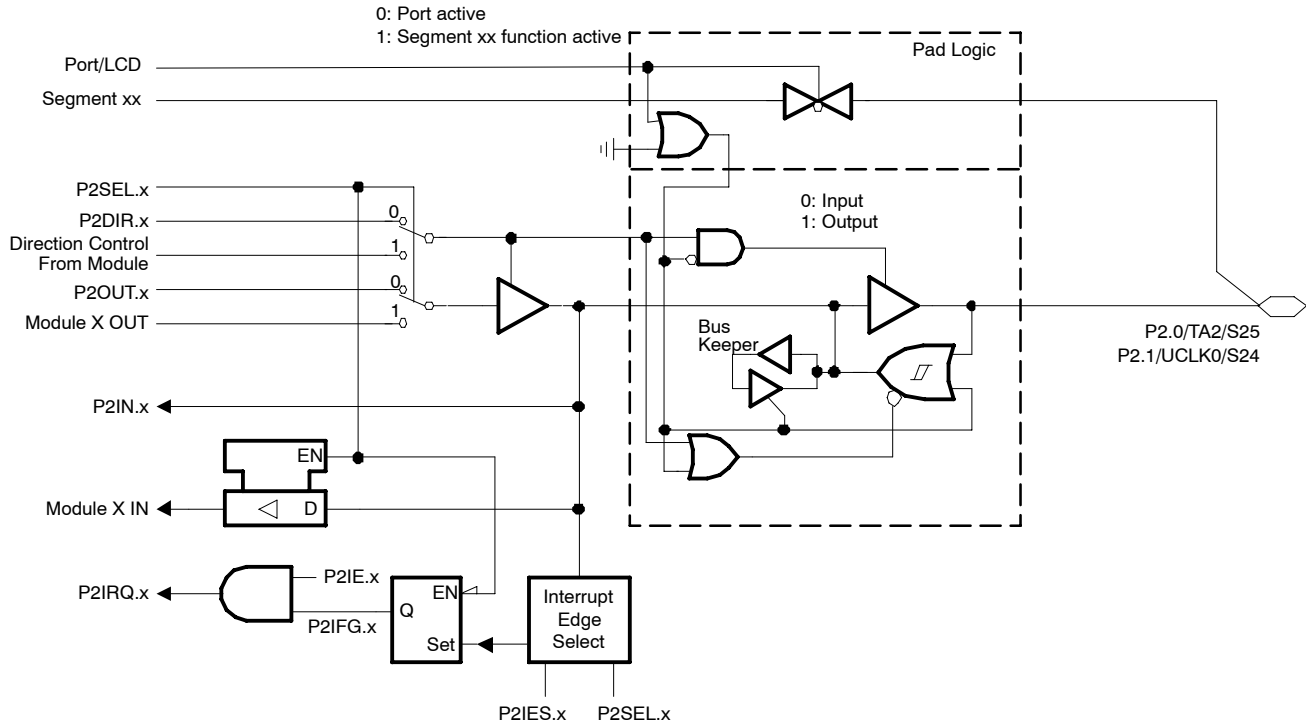 0: Port active
1: Segment xx function active
Pad Logic
Port/LCD
Segment xx
P2SEL.x
P2DIR.x
Direction Control
From Module
P2OUT.x
Module X OUT
0
1
0
1
0: Input
1: Output
Bus
Keeper
P2.0/TA2/S25
P2.1/UCLK0/S24
P2IN.x
EN
Module X IN
D
P2IRQ.x
P2IE.x
P2IFG.x
EN
Q
Set
Interrupt
Edge
Select
P2IES.x
P2SEL.x